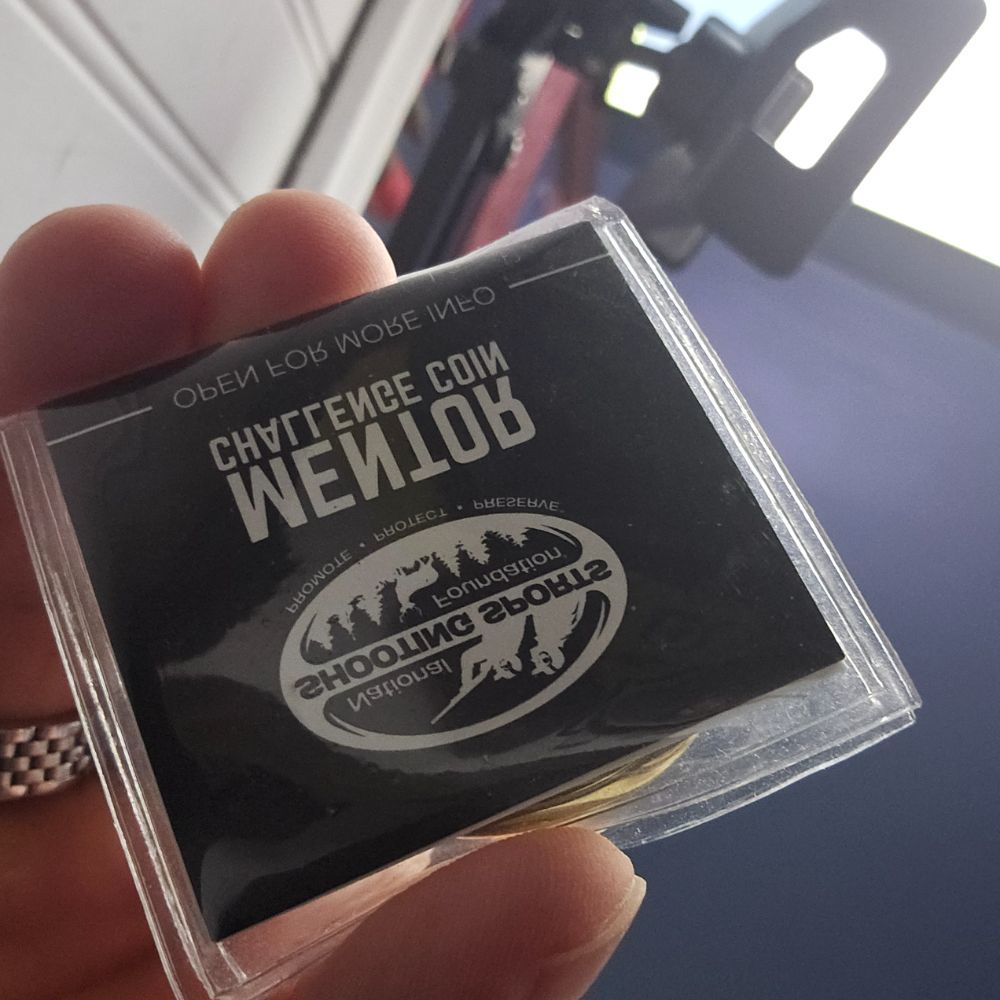 National
SHOOTING SPORTS
Foundation
PROMOTE • PROTECT • PRESERVE
MENTOR
CHALLENGE COIN
OPEN FOR MORE INFO